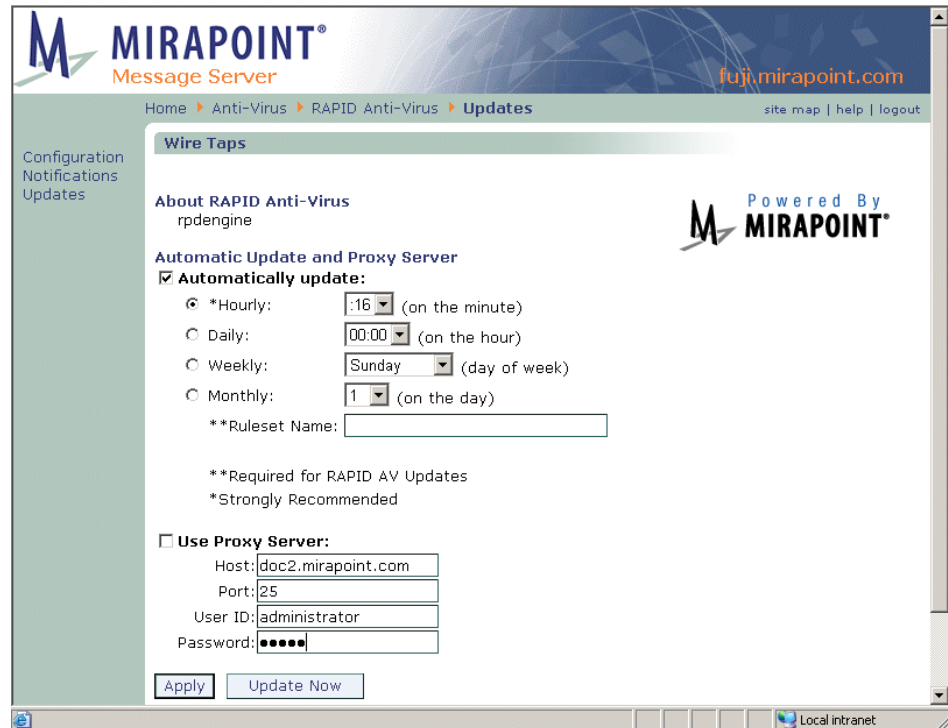 MIRAPOINT®
Message Server
fuji.mirapoint.com
Home Anti-Virus RAPID Anti-Virus Updates
site map | help | logout
Configuration
Notifications
Updates
Wire Taps
About RAPID Anti-Virus
rpdengine
Powered By
MIRAPOINT®
Automatic Update and Proxy Server
Automatically update:
*Hourly: :16 (on the minute)
Daily: 00:00 (on the hour)
Weekly: Sunday (day of week)
Monthly: 1 (on the day)
**Ruleset Name:
**Required for RAPID AV Updates
*Strongly Recommended
Use Proxy Server:
Host: doc2.mirapoint.com
Port: 25
User ID: administrator
Password: •••••
Apply Update Now
Local intranet